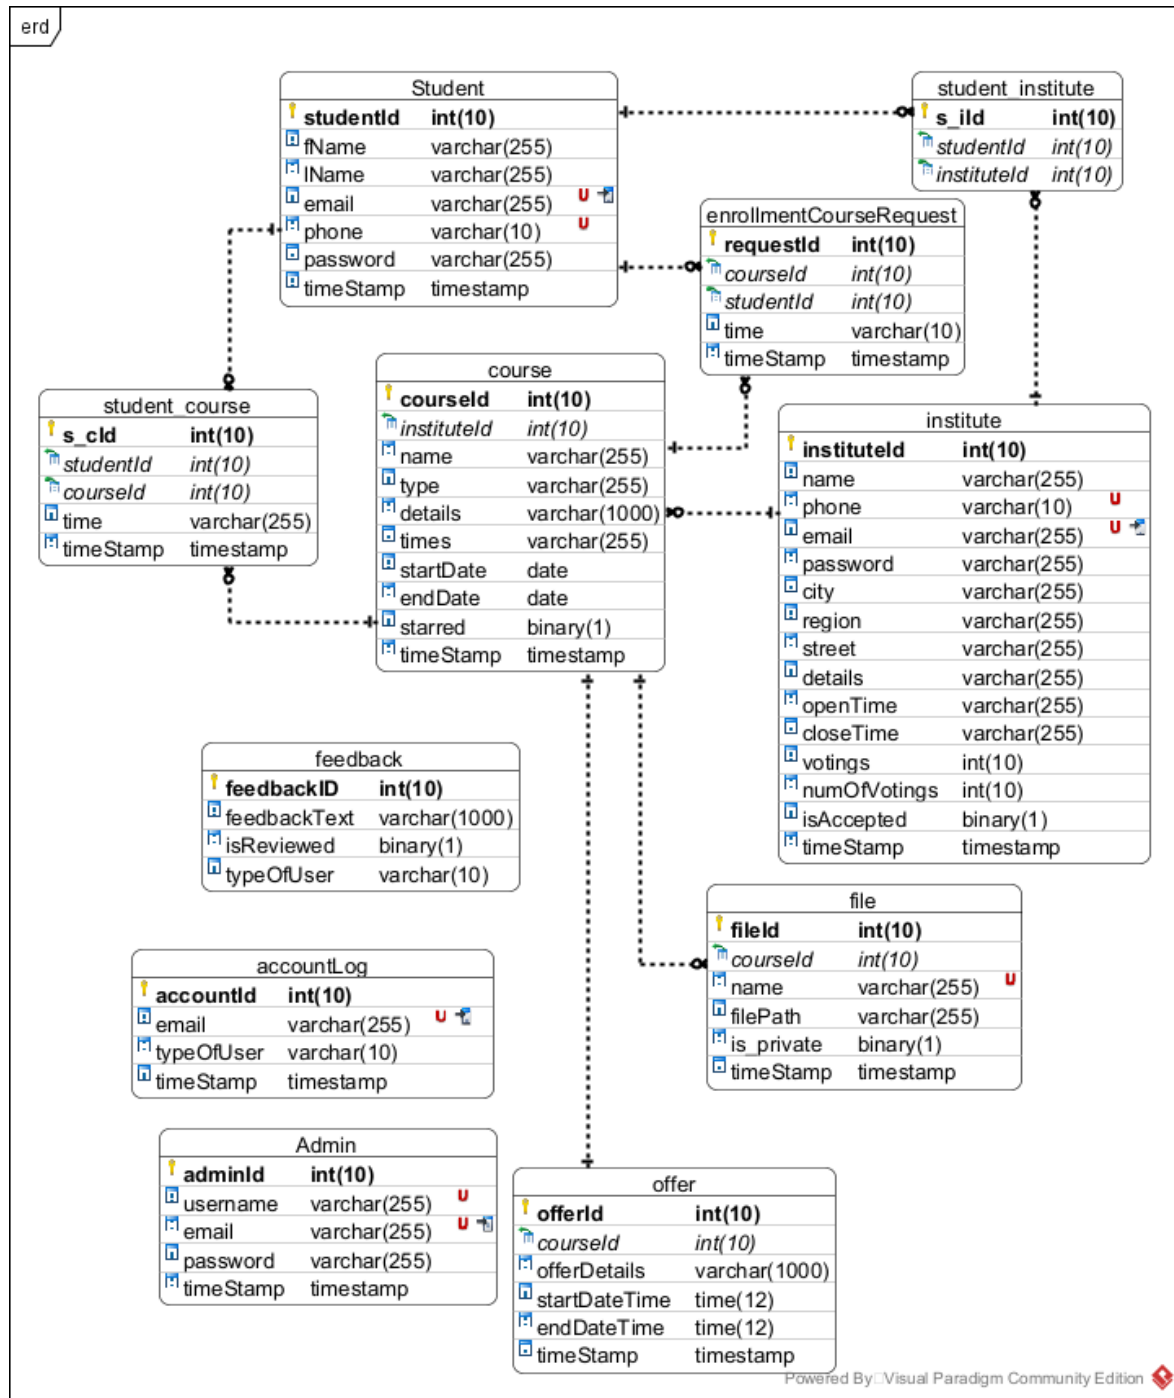 erd
Student
studentId int(10)
fName varchar(255)
lName varchar(255)
email varchar(255) U
phone varchar(10) U
password varchar(255)
timeStamp timestamp
student_institute
s_iId int(10)
studentId int(10)
instituteId int(10)
enrollmentCourseRequest
requestId int(10)
courseId int(10)
studentId int(10)
time varchar(10)
timeStamp timestamp
student_course
s_cId int(10)
studentId int(10)
courseId int(10)
time varchar(255)
timeStamp timestamp
course
courseId int(10)
instituteId int(10)
name varchar(255)
type varchar(255)
details varchar(1000)
times varchar(255)
startDate date
endDate date
starred binary(1)
timeStamp timestamp
institute
instituteId int(10)
name varchar(255)
phone varchar(10) U
email varchar(255) U
password varchar(255)
city varchar(255)
region varchar(255)
street varchar(255)
details varchar(255)
openTime varchar(255)
closeTime varchar(255)
votings int(10)
numOfVotings int(10)
isAccepted binary(1)
timeStamp timestamp
feedback
feedbackID int(10)
feedbackText varchar(1000)
isReviewed binary(1)
typeOfUser varchar(10)
file
fileId int(10)
courseId int(10)
name varchar(255) U
filePath varchar(255)
is_private binary(1)
timeStamp timestamp
accountLog
accountId int(10)
email varchar(255) U
typeOfUser varchar(10)
timeStamp timestamp
Admin
adminId int(10)
username varchar(255) U
email varchar(255) U
password varchar(255)
timeStamp timestamp
offer
offerId int(10)
courseId int(10)
offerDetails varchar(1000)
startDateTime time(12)
endDateTime time(12)
timeStamp timestamp
Powered By Visual Paradigm Community Edition